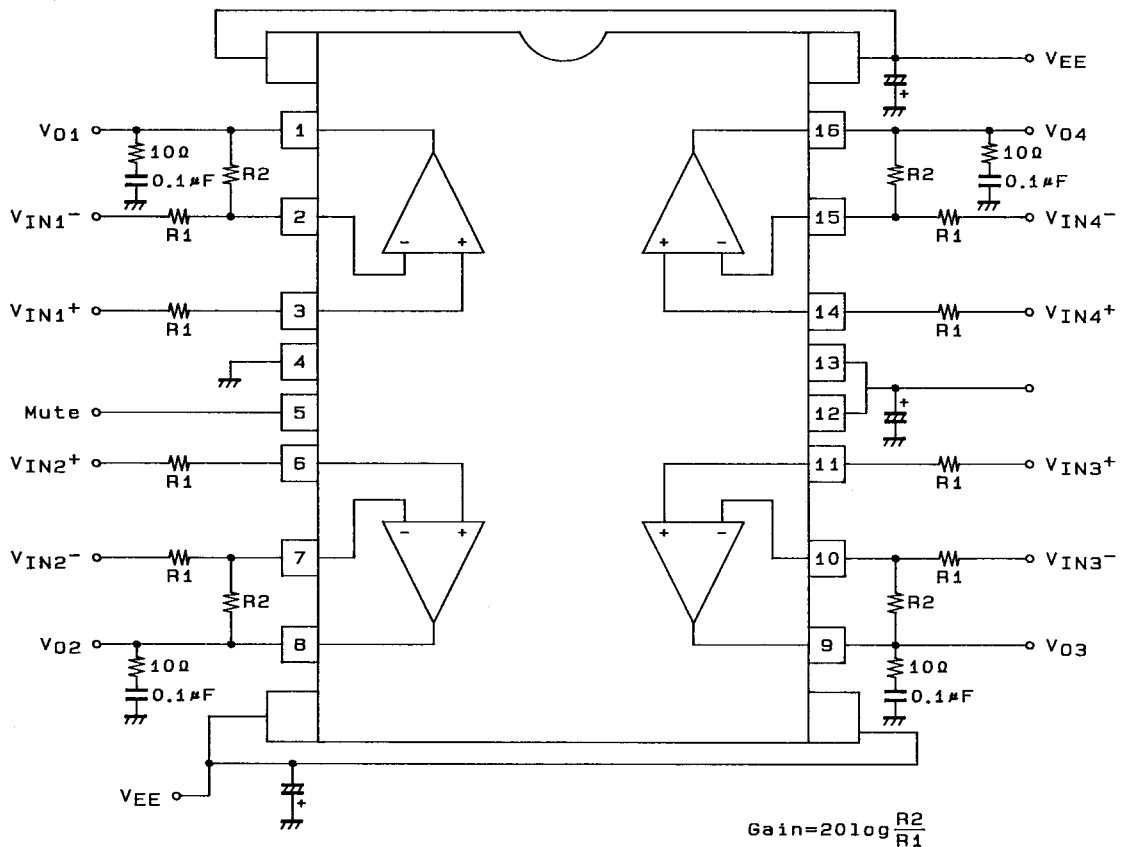 VEE
VO1
1
16
VO4
10Ω
0.1µF
R2
R2
10Ω
0.1µF
VIN1-
R1
2
15
R1
VIN4-
- +
+ -
VIN1+
R1
3
14
R1
VIN4+
4
13
+
Mute
5
12
VIN2+
R1
6
11
R1
VIN3+
- +
+ -
VIN2-
R1
7
10
R1
VIN3-
R2
R2
VO2
8
9
VO3
10Ω
0.1µF
10Ω
0.1µF
VEE
+
+
Gain=20log R2/R1